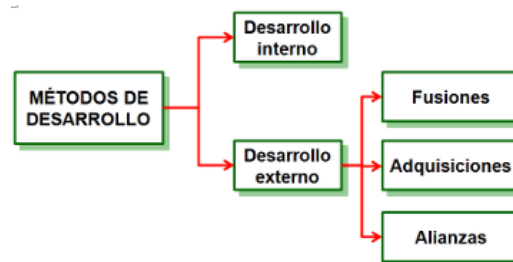 Desarrollo
interno
MÉTODOS DE
DESARROLLO
Desarrollo
externo
Fusiones
Adquisiciones
Alianzas